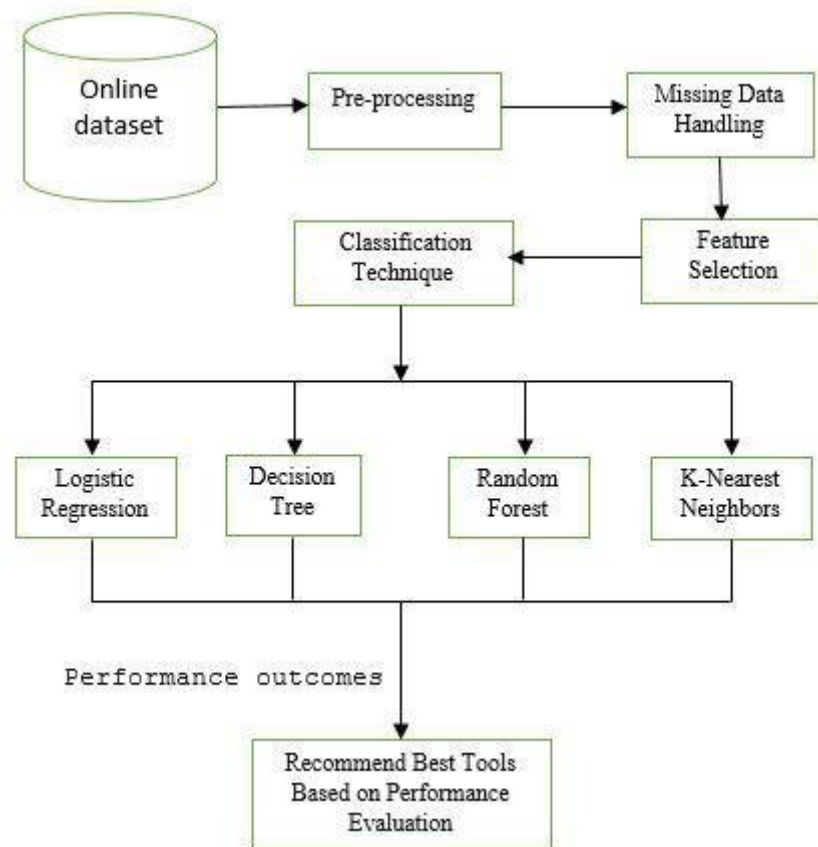 Online
dataset
Pre-processing
Missing Data
Handling
Classification
Technique
Feature
Selection
Logistic
Regression
Decision
Tree
Random
Forest
K-Nearest
Neighbors
Performance outcomes
Recommend Best Tools
Based on Performance
Evaluation